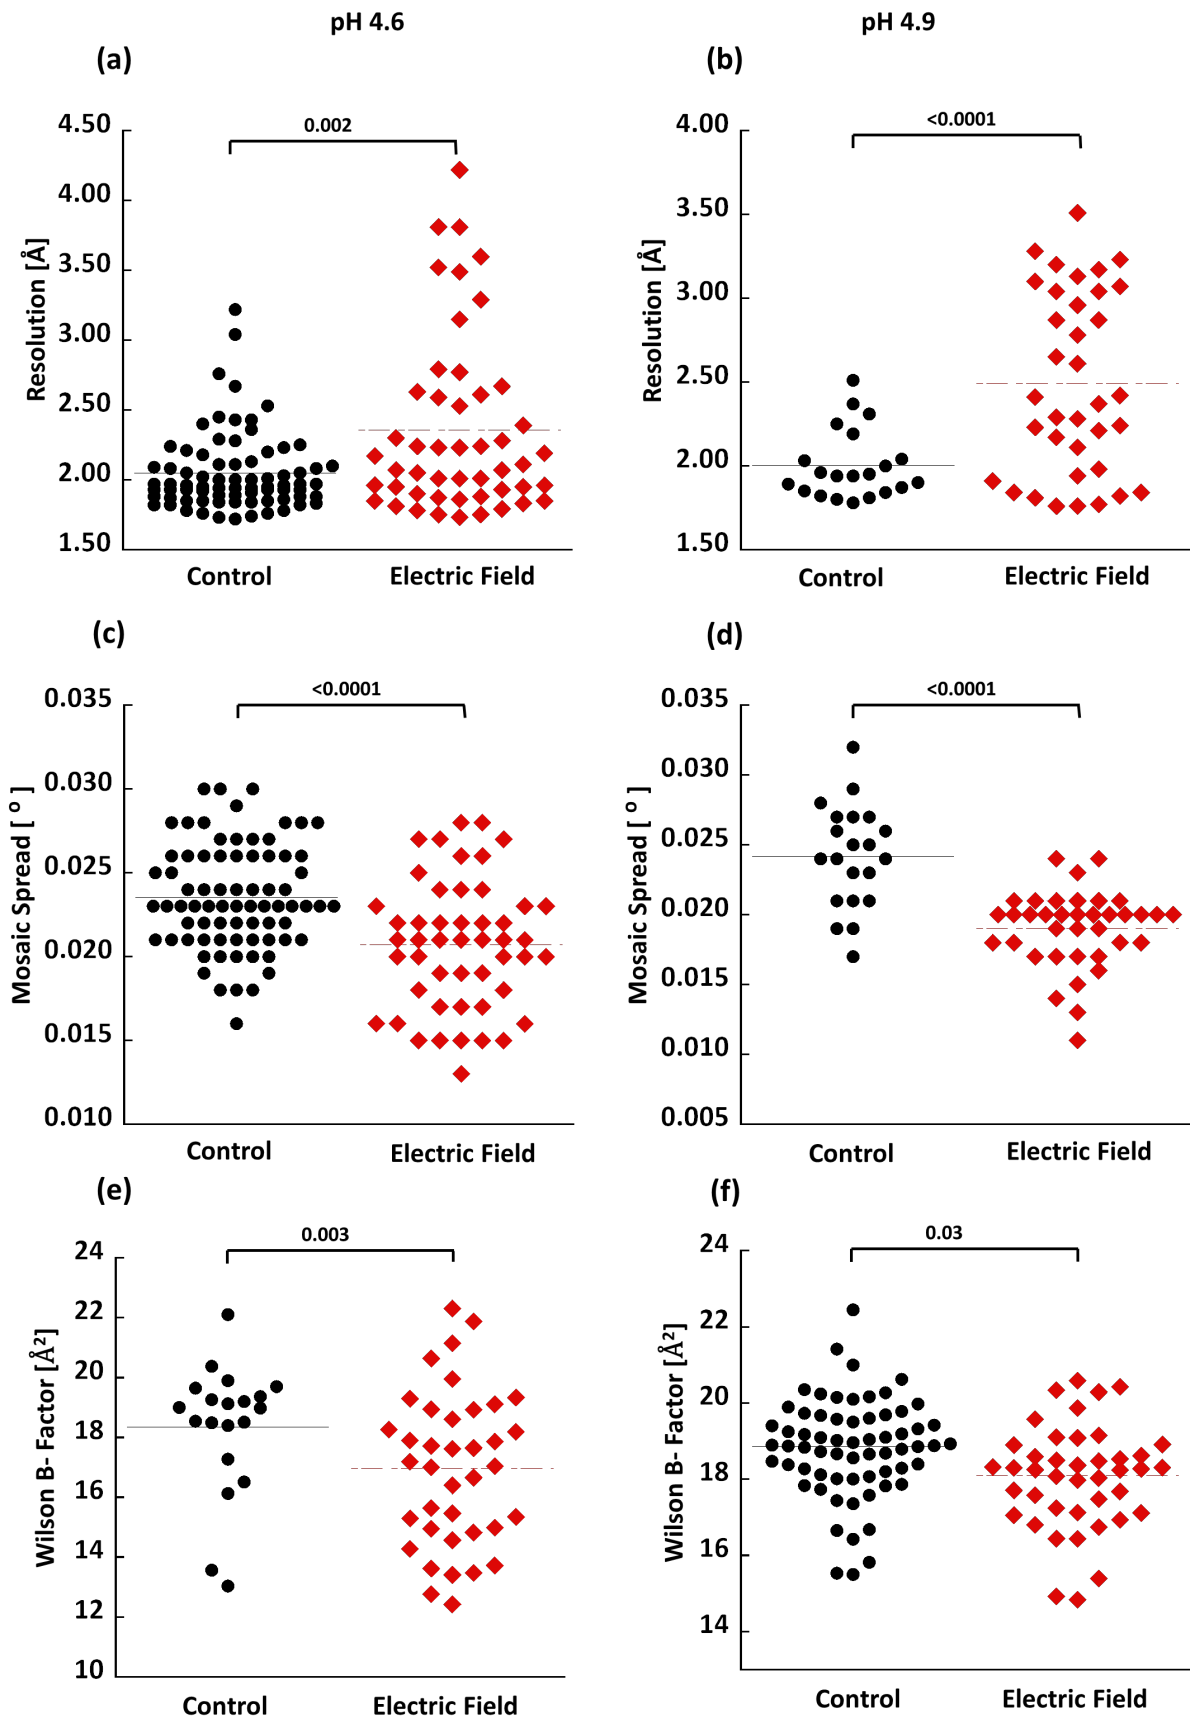 pH 4.6
pH 4.9
(a)
(b)
4.50
4.00
3.50
3.00
2.50
2.00
1.50
Resolution [Å]
0.002
Control
Electric Field
4.00
3.50
3.00
2.50
2.00
1.50
Resolution [Å]
<0.0001
Control
Electric Field
(c)
(d)
0.035
0.030
0.025
0.020
0.015
0.010
Mosaic Spread [ º ]
<0.0001
Control
Electric Field
0.035
0.030
0.025
0.020
0.015
0.010
0.005
Mosaic Spread [ º ]
<0.0001
Control
Electric Field
(e)
(f)
24
22
20
18
16
14
12
10
Wilson B- Factor [Å²]
0.003
Control
Electric Field
24
22
20
18
16
14
Wilson B- Factor [Å²]
0.03
Control
Electric Field